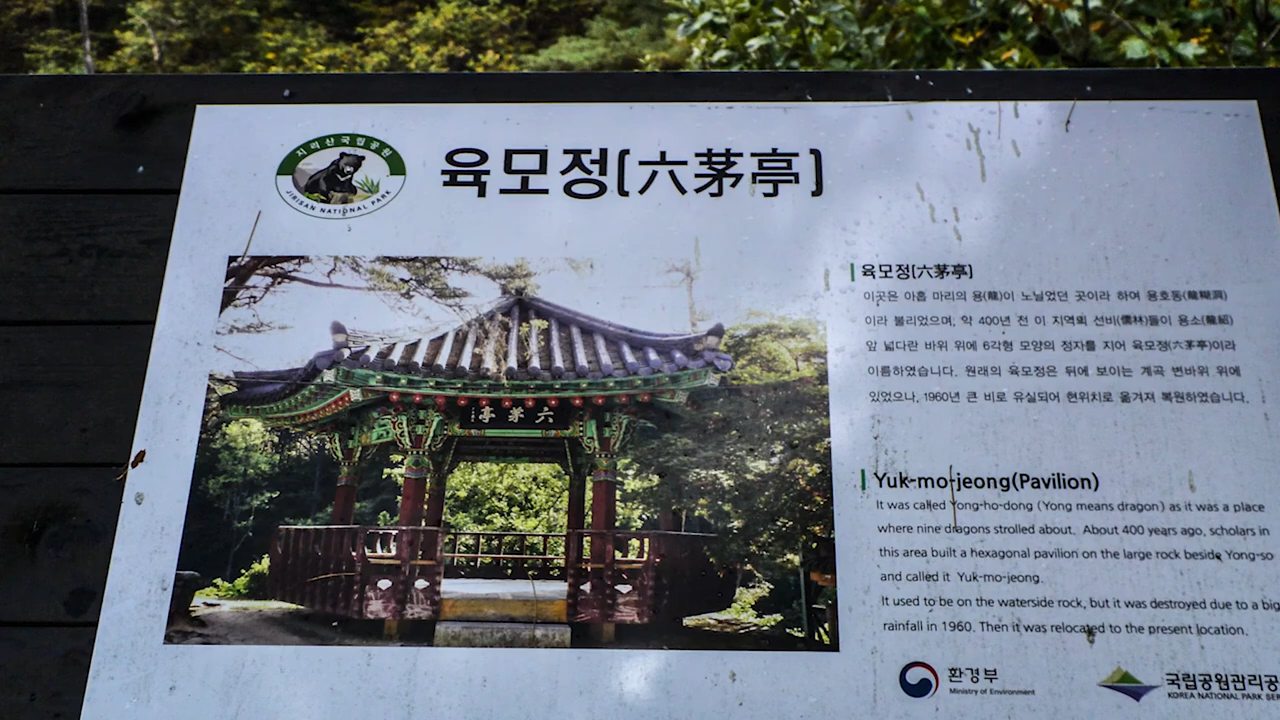 지리산국립공원
JIRISAN NATIONAL PARK
육모정(六茅亭)
亭茅六
육모정(六茅亭)
이곳은 아홉 마리의 용(龍)이 노닐었던 곳이라 하여 용호동(龍湖洞)
이라 불리었으며, 약 400년 전 이 지역의 선비(儒林)들이 용소(龍沼)
앞 넓다란 바위 위에 6각형 모양의 정자를 지어 육모정(六茅亭)이라
이름하였습니다. 원래의 육모정은 뒤에 보이는 계곡 변바위 위에
있었으나, 1960년 큰 비로 유실되어 현위치로 옮겨져 복원하였습니다.
Yuk-mo-jeong(Pavilion)
It was called Yong-ho-dong (Yong means dragon) as it was a place
where nine dragons strolled about. About 400 years ago, scholars in
this area built a hexagonal pavilion on the large rock beside Yong-so
and called it Yuk-mo-jeong.
It used to be on the waterside rock, but it was destroyed due to a big
rainfall in 1960. Then it was relocated to the present location.
환경부
Ministry of Environment
국립공원관리공
KOREA NATIONAL PARK SER